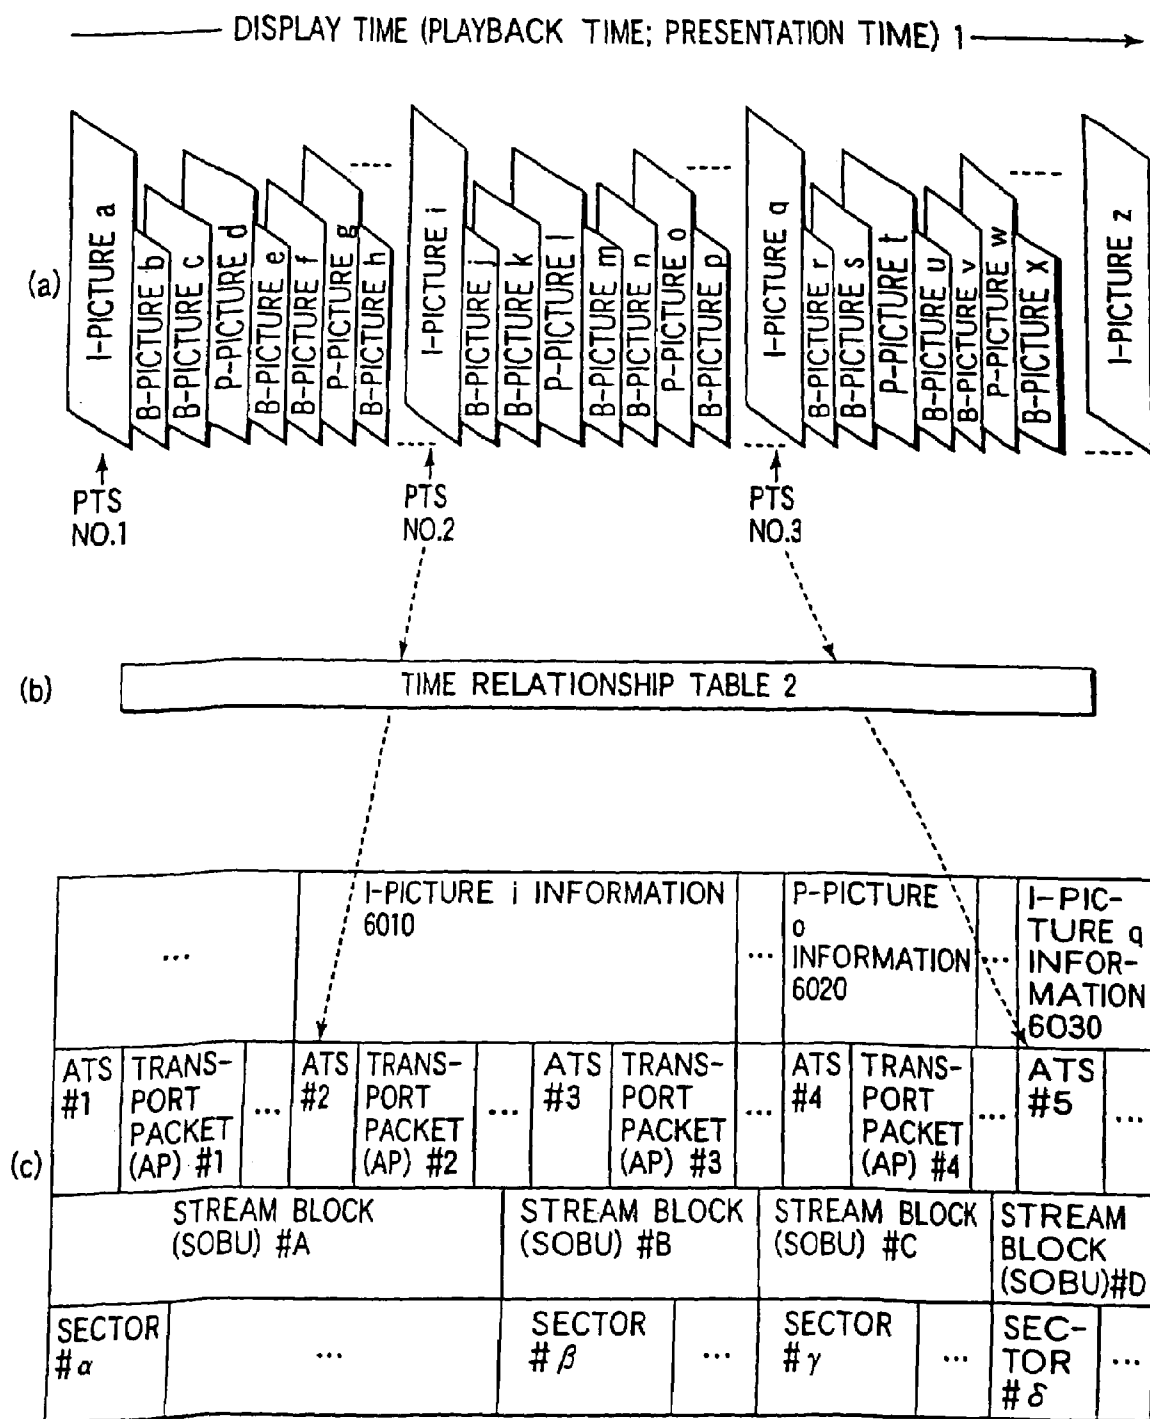 DISPLAY TIME (PLAYBACK TIME; PRESENTATION TIME) 1
(a)
I-PICTURE a
B-PICTURE b
B-PICTURE c
P-PICTURE d
B-PICTURE e
B-PICTURE f
P-PICTURE g
B-PICTURE h
I-PICTURE i
B-PICTURE j
B-PICTURE k
P-PICTURE l
B-PICTURE m
B-PICTURE n
P-PICTURE o
B-PICTURE p
I-PICTURE q
B-PICTURE r
B-PICTURE s
P-PICTURE t
B-PICTURE u
B-PICTURE v
P-PICTURE w
B-PICTURE x
I-PICTURE z
PTS
NO.1
PTS
NO.2
PTS
NO.3
(b)
TIME RELATIONSHIP TABLE 2
(c)
...
I-PICTURE i INFORMATION
6010
...
P-PICTURE
o
INFORMATION
6020
...
I-PIC-
TURE q
INFOR-
MATION
6030
ATS
#1
TRANS-
PORT
PACKET
(AP) #1
...
ATS
#2
TRANS-
PORT
PACKET
(AP) #2
...
ATS
#3
TRANS-
PORT
PACKET
(AP) #3
...
ATS
#4
TRANS-
PORT
PACKET
(AP) #4
...
ATS
#5
...
STREAM BLOCK
(SOBU) #A
STREAM BLOCK
(SOBU) #B
STREAM BLOCK
(SOBU) #C
STREAM
BLOCK
(SOBU)#D
SECTOR
#α
...
SECTOR
#β
...
SECTOR
#γ
...
SEC-
TOR
#δ
...